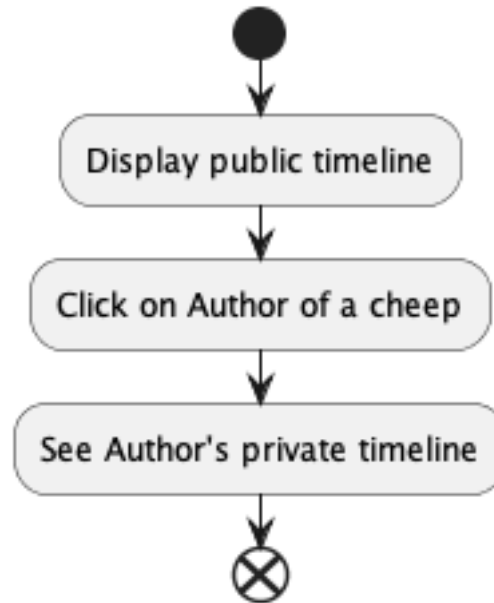 Display public timeline
Click on Author of a cheep
See Author's private timeline